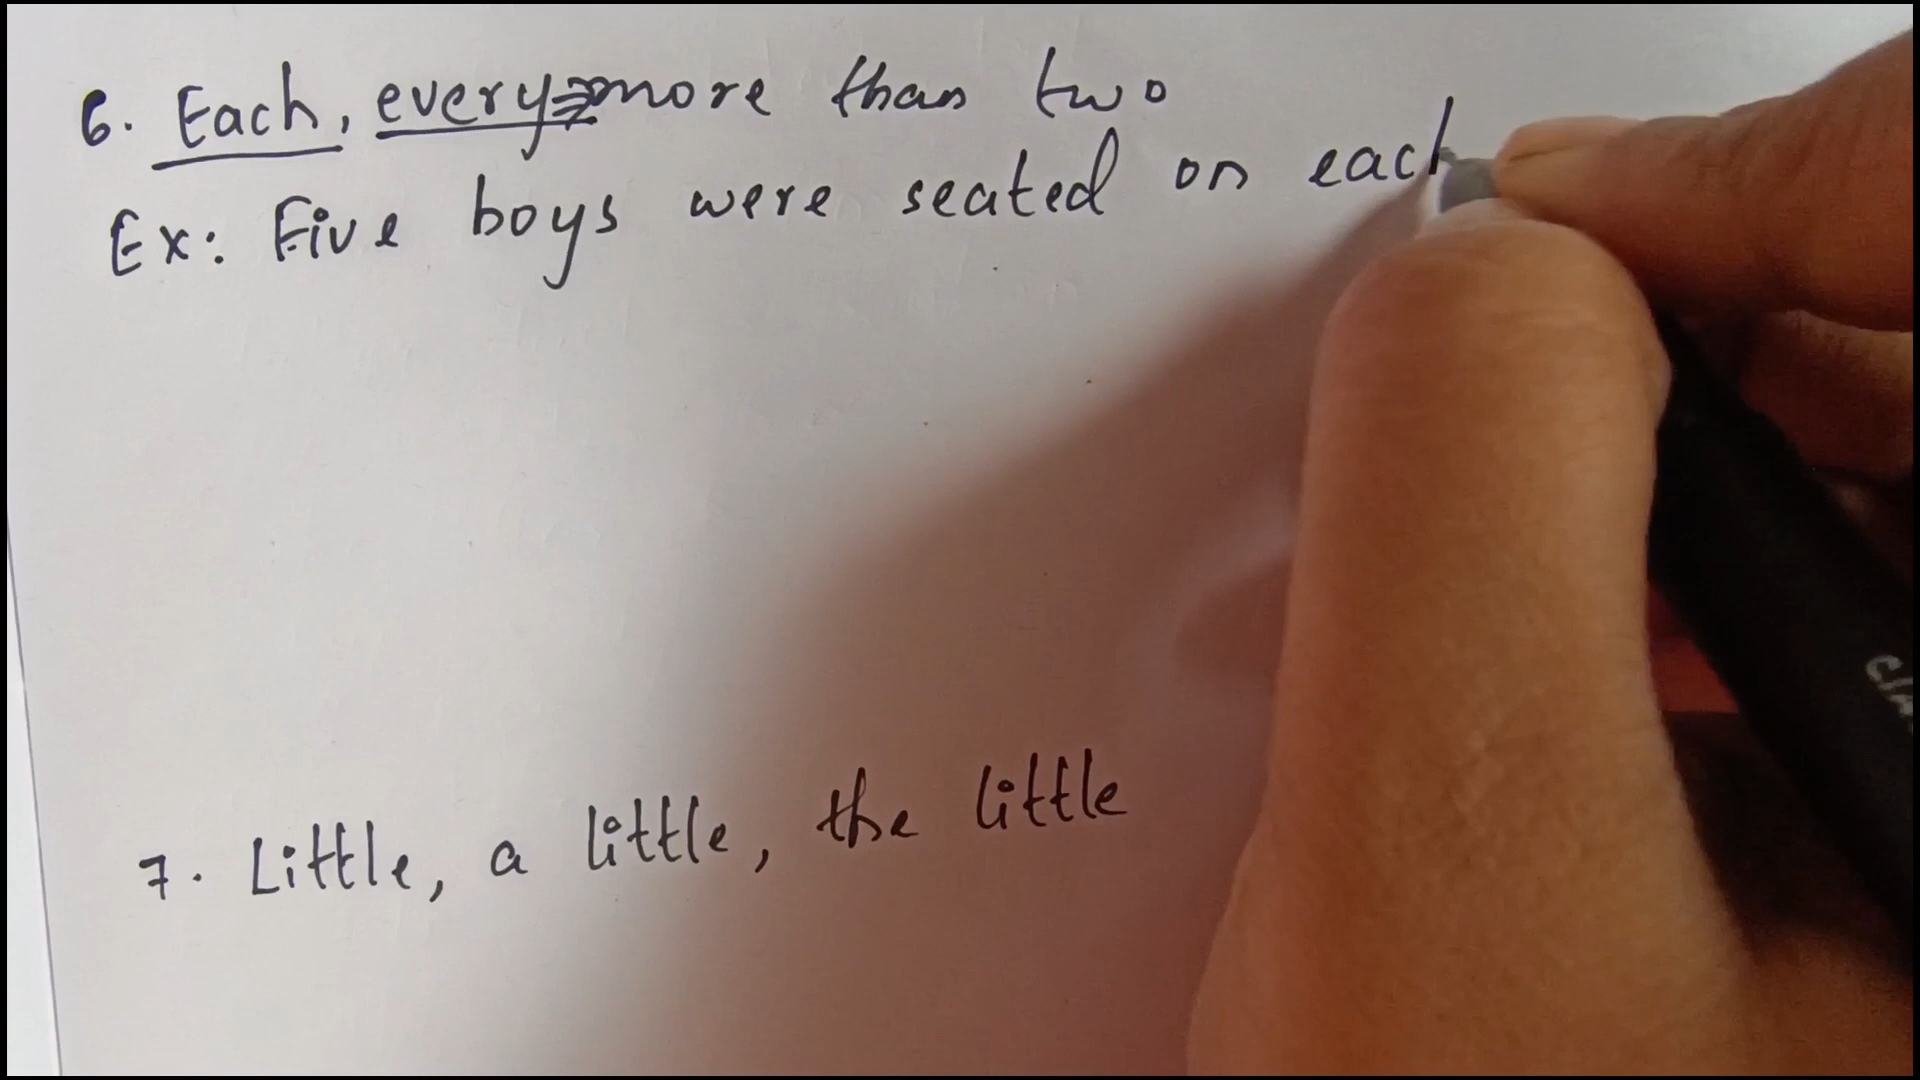 6. Each, every => more than two
Ex: Five boys were seated on each
7. Little, a little, the little